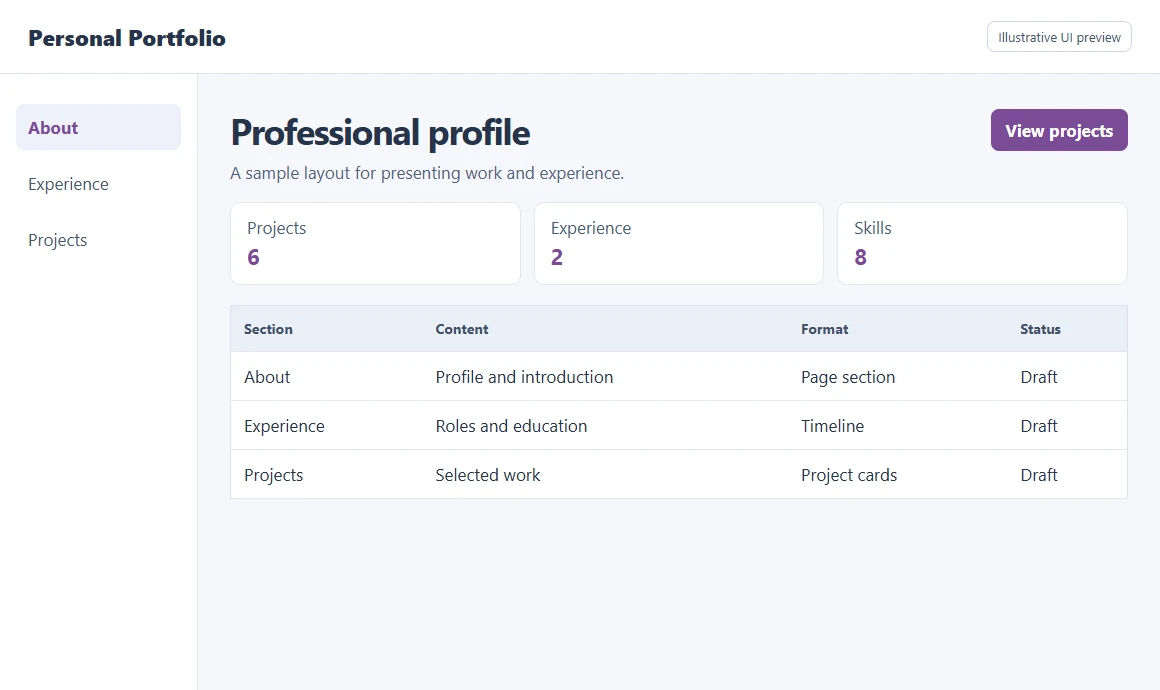 Personal Portfolio
Illustrative UI preview
About
Experience
Projects
Professional profile
View projects
A sample layout for presenting work and experience.
Projects
6
Experience
2
Skills
8
Section Content Format Status
About Profile and introduction Page section Draft
Experience Roles and education Timeline Draft
Projects Selected work Project cards Draft